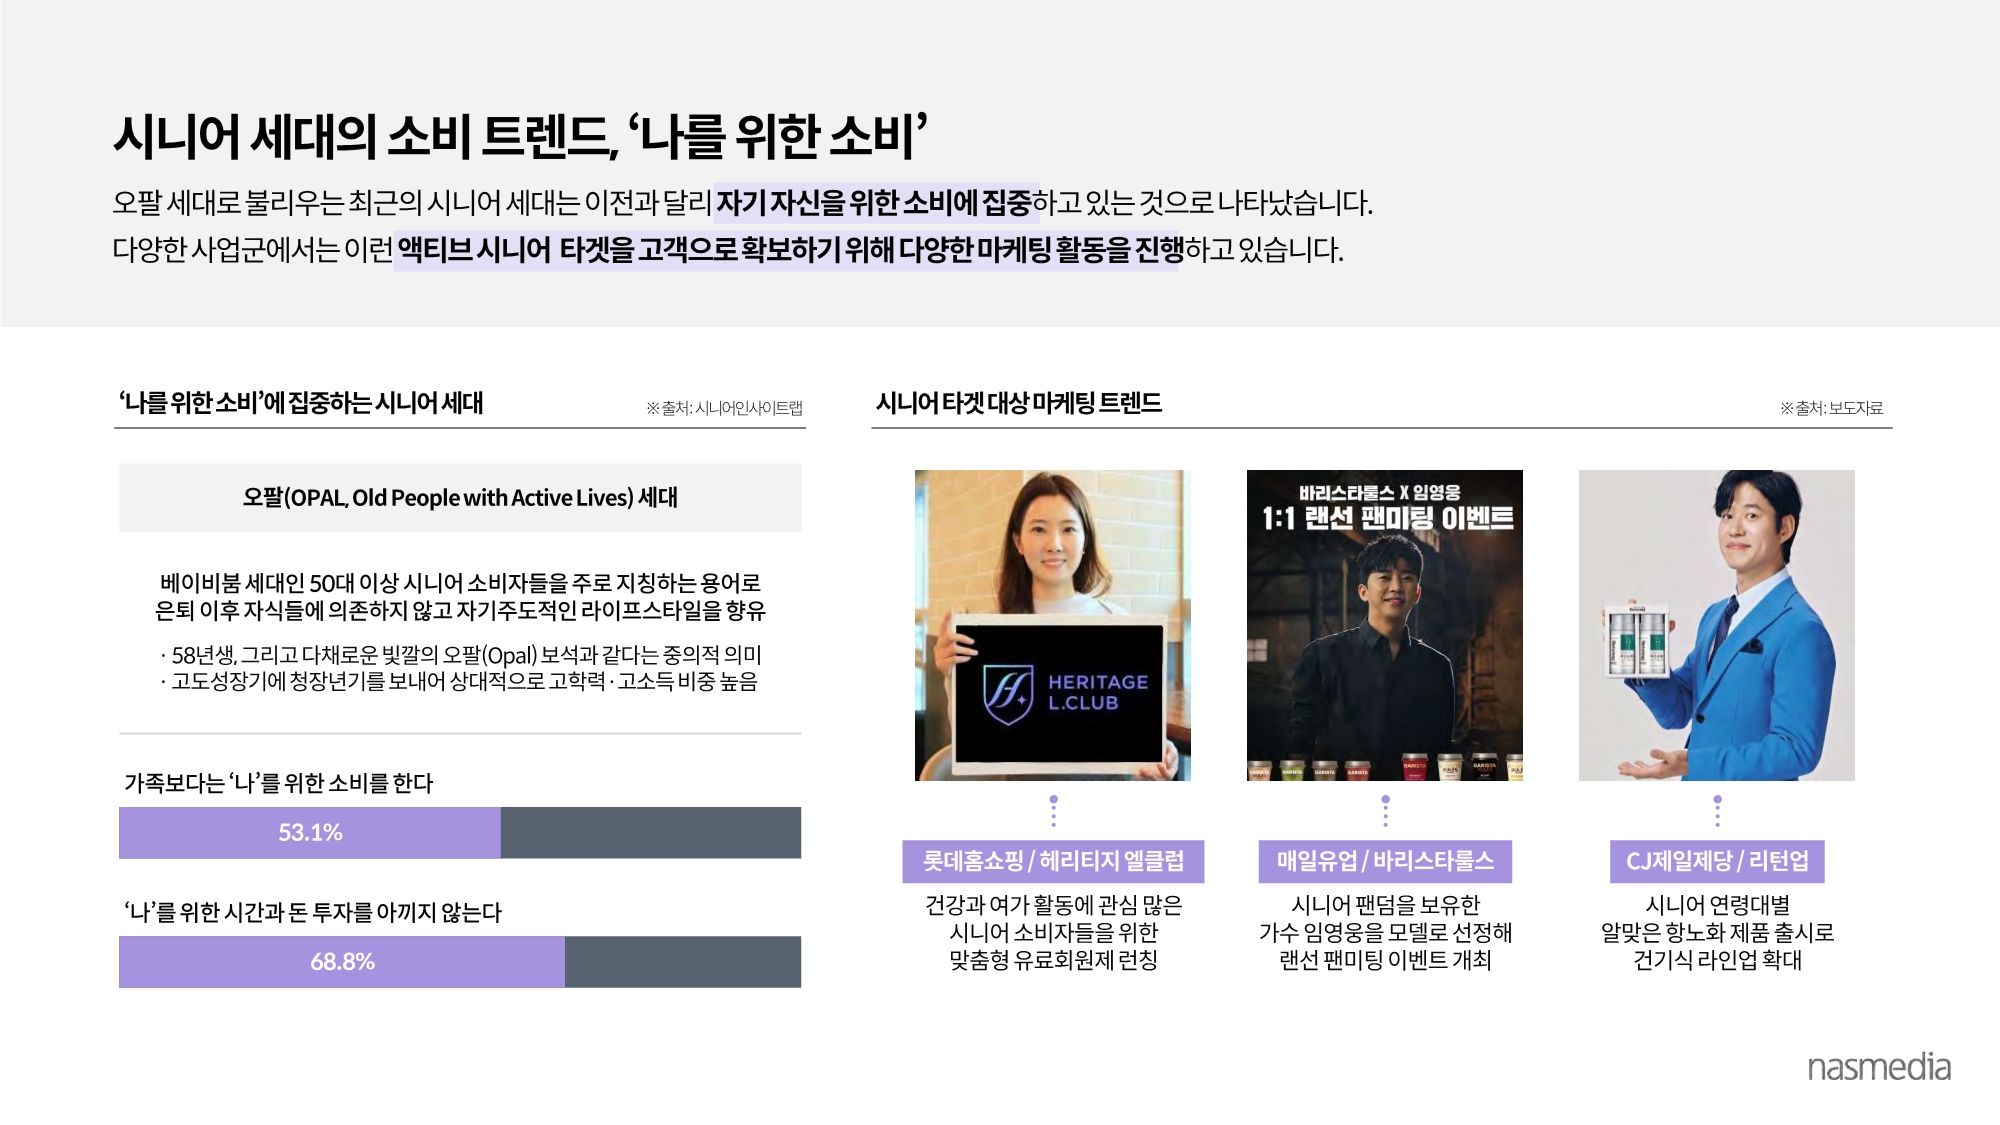 시니어 세대의 소비 트렌드, ‘나를 위한 소비’
오팔 세대로 불리우는 최근의 시니어 세대는 이전과 달리 자기 자신을 위한 소비에 집중하고 있는 것으로 나타났습니다.
다양한 사업군에서는 이런 액티브 시니어 타겟을 고객으로 확보하기 위해 다양한 마케팅 활동을 진행하고 있습니다.
‘나를 위한 소비’에 집중하는 시니어 세대
※ 출처: 시니어인사이트랩
오팔(OPAL, Old People with Active Lives) 세대
베이비붐 세대인 50대 이상 시니어 소비자들을 주로 지칭하는 용어로
은퇴 이후 자식들에 의존하지 않고 자기주도적인 라이프스타일을 향유
· 58년생, 그리고 다채로운 빛깔의 오팔(Opal) 보석과 같다는 중의적 의미
· 고도성장기에 청장년기를 보내어 상대적으로 고학력 · 고소득 비중 높음
가족보다는 ‘나’를 위한 소비를 한다
53.1%
‘나’를 위한 시간과 돈 투자를 아끼지 않는다
68.8%
시니어 타겟 대상 마케팅 트렌드
※ 출처: 보도자료
HERITAGE
L.CLUB
롯데홈쇼핑 / 헤리티지 엘클럽
건강과 여가 활동에 관심 많은
시니어 소비자들을 위한
맞춤형 유료회원제 런칭
바리스타룰스 X 임영웅
1:1 랜선 팬미팅 이벤트
BARISTA
BARISTA
BARISTA
BARISTA
매일유업 / 바리스타룰스
시니어 팬덤을 보유한
가수 임영웅을 모델로 선정해
랜선 팬미팅 이벤트 개최
CJ제일제당 / 리턴업
시니어 연령대별
알맞은 항노화 제품 출시로
건기식 라인업 확대
nasmedia